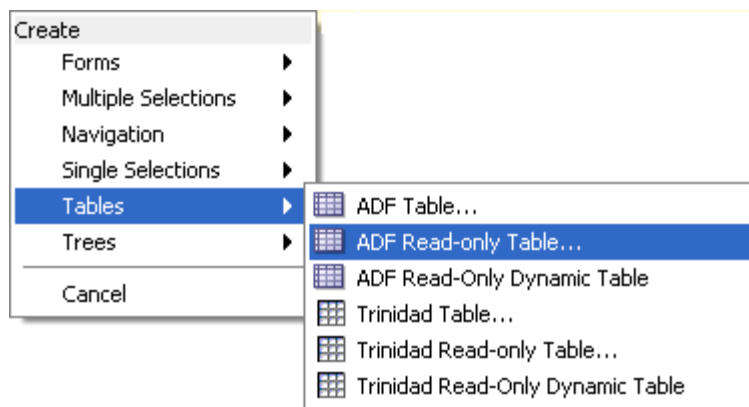 Create
Forms
Multiple Selections
Navigation
Single Selections
Tables
Trees
Cancel
ADF Table...
ADF Read-only Table...
ADF Read-Only Dynamic Table
Trinidad Table...
Trinidad Read-only Table...
Trinidad Read-Only Dynamic Table